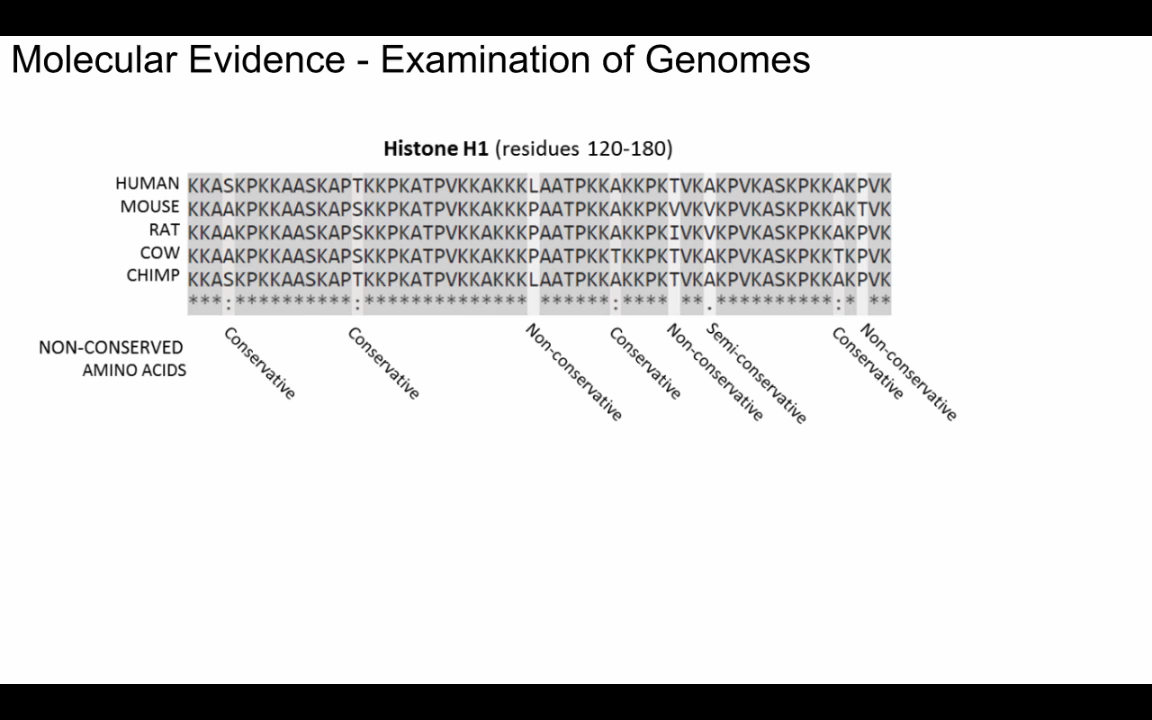 Molecular Evidence - Examination of Genomes
Histone H1 (residues 120-180)
HUMAN KKASKPKKAASKAPTKKPKATPVKKAKKKLAATPKKAKKPKTVKAKPVKASKPKKAKPVK
MOUSE KKAAKPKKAASKAPSKKPKATPVKKAKKKPAATPKKAKKPKVVKVKPVKASKPKKAKTVK
RAT KKAAKPKKAASKAPSKKPKATPVKKAKKKPAATPKKAKKPKIVKVKPVKASKPKKAKPVK
COW KKAAKPKKAASKAPSKKPKATPVKKAKKKPAATPKKTKKPKTVKAKPVKASKPKKTKPVK
CHIMP KKASKPKKAASKAPTKKPKATPVKKAKKKLAATPKKAKKPKTVKAKPVKASKPKKAKPVK
***:**********:************** ******:**** **.**********:* **
NON-CONSERVED
AMINO ACIDS
Conservative
Conservative
Non-conservative
Conservative
Non-conservative
Semi-conservative
Conservative
Non-conservative